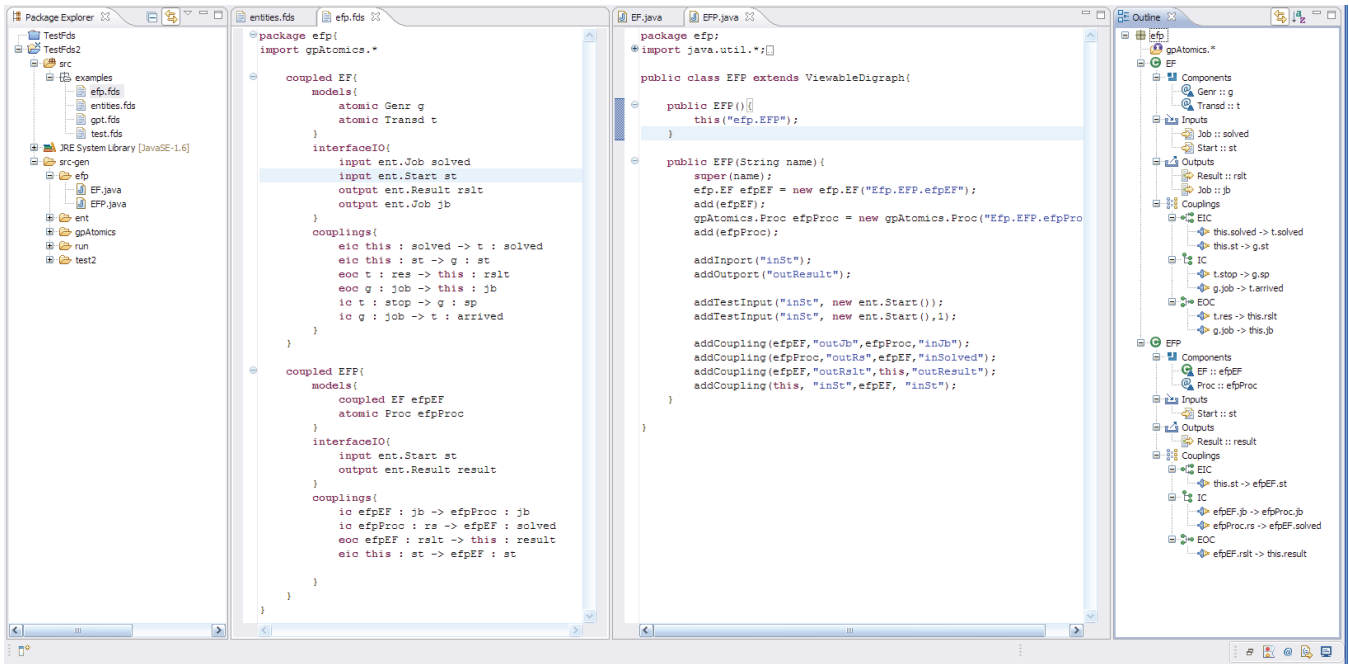 Package Explorer
TestFds
TestFds2
src
examples
efp.fds
entities.fds
gpt.fds
test.fds
JRE System Library [JavaSE-1.6]
src-gen
efp
EF.java
EFP.java
ent
gpAtomics
run
test2
entities.fds
efp.fds
package efp{
import gpAtomics.*
coupled EF{
models{
atomic Genr g
atomic Transd t
}
interfaceIO{
input ent.Job solved
input ent.Start st
output ent.Result rslt
output ent.Job jb
}
couplings{
eic this : solved -> t : solved
eic this : st -> g : st
eoc t : res -> this : rslt
eoc g : job -> this : jb
ic t : stop -> g : sp
ic g : job -> t : arrived
}
}
coupled EFP{
models{
coupled EF efpEF
atomic Proc efpProc
}
interfaceIO{
input ent.Start st
output ent.Result result
}
couplings{
ic efpEF : jb -> efpProc : jb
ic efpProc : rs -> efpEF : solved
eoc efpEF : rslt -> this : result
eic this : st -> efpEF : st
}
}
}
EF.java
EFP.java
package efp;
import java.util.*;
public class EFP extends ViewableDigraph{
public EFP(){
this("efp.EFP");
}
public EFP(String name){
super(name);
efp.EF efpEF = new efp.EF("Efp.EFP.efpEF");
add(efpEF);
gpAtomics.Proc efpProc = new gpAtomics.Proc("Efp.EFP.efpPro
add(efpProc);
addInport("inSt");
addOutport("outResult");
addTestInput("inSt", new ent.Start());
addTestInput("inSt", new ent.Start(),1);
addCoupling(efpEF,"outJb",efpProc,"inJb");
addCoupling(efpProc,"outRs",efpEF,"inSolved");
addCoupling(efpEF,"outRslt",this,"outResult");
addCoupling(this, "inSt",efpEF, "inSt");
}
}
Outline
efp
gpAtomics.*
EF
Components
Genr :: g
Transd :: t
Inputs
Job :: solved
Start :: st
Outputs
Result :: rslt
Job :: jb
Couplings
EIC
this.solved -> t.solved
this.st -> g.st
IC
t.stop -> g.sp
g.job -> t.arrived
EOC
t.res -> this.rslt
g.job -> this.jb
EFP
Components
EF :: efpEF
Proc :: efpProc
Inputs
Start :: st
Outputs
Result :: result
Couplings
EIC
this.st -> efpEF.st
IC
efpEF.jb -> efpProc.jb
efpProc.rs -> efpEF.solved
EOC
efpEF.rslt -> this.result